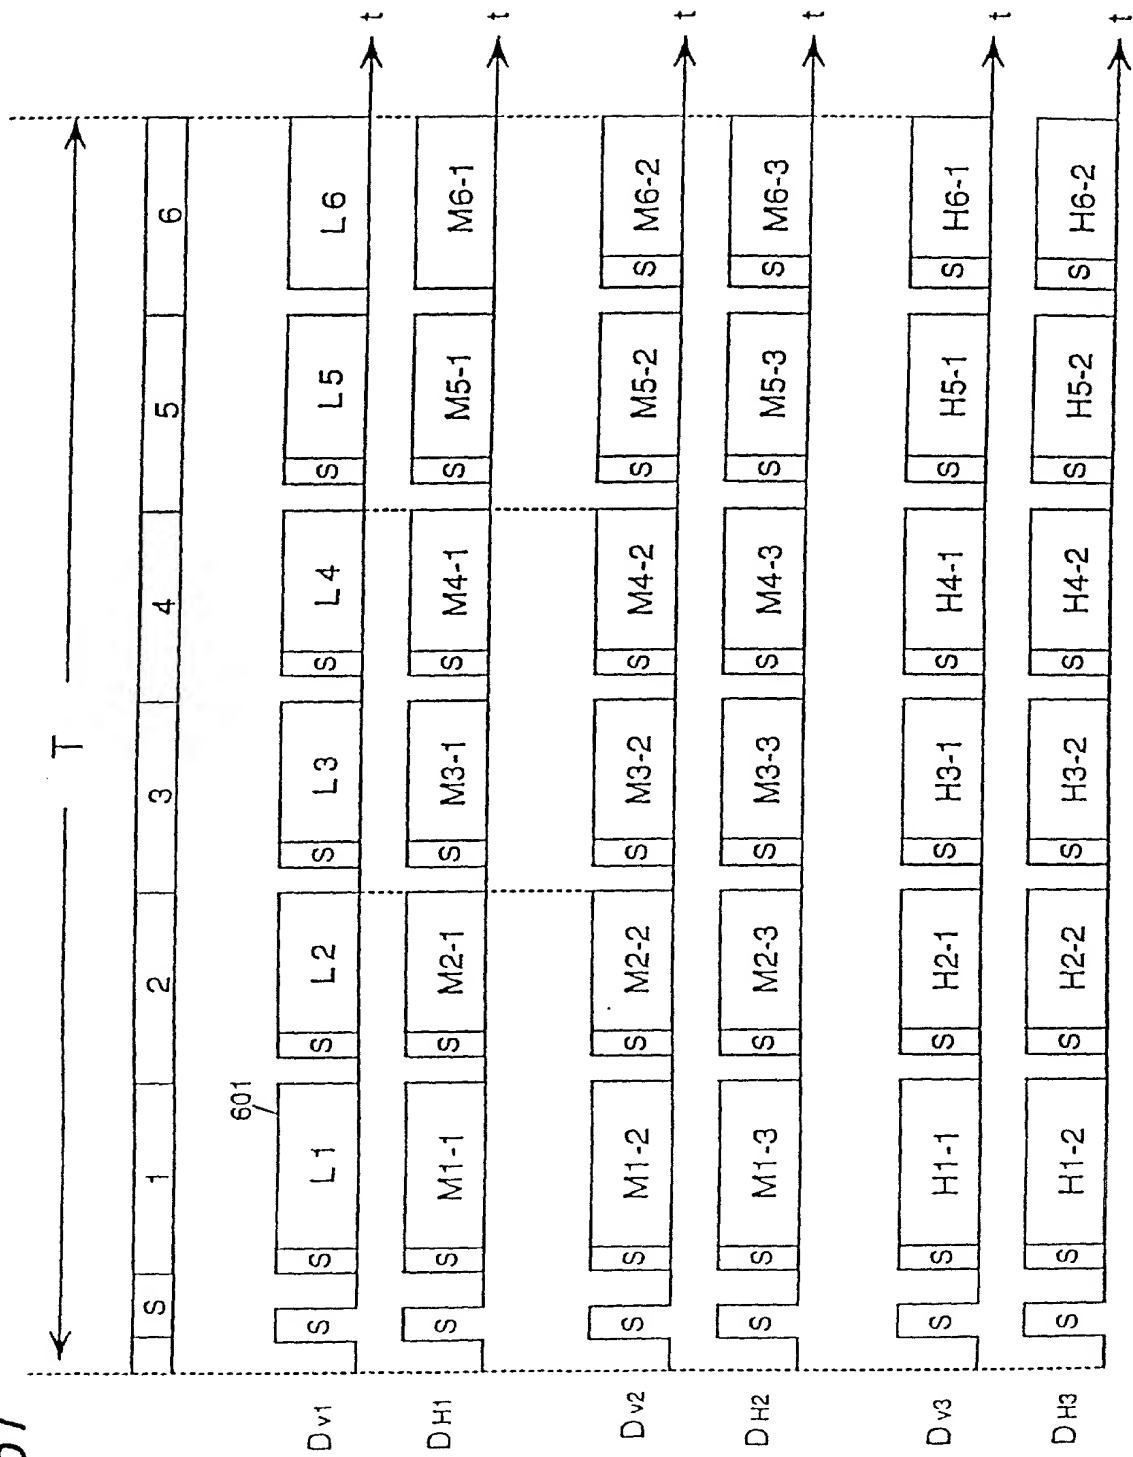 T
S 1 2 3 4 5 6
601
Dv1 S S L1 S L2 S L3 S L4 S L5 L6 t
DH1 S S M1-1 S M2-1 S M3-1 S M4-1 S M5-1 M6-1 t
Dv2 S S M1-2 S M2-2 S M3-2 S M4-2 S M5-2 S M6-2 t
DH2 S S M1-3 S M2-3 S M3-3 S M4-3 S M5-3 S M6-3 t
Dv3 S S H1-1 S H2-1 S H3-1 S H4-1 S H5-1 S H6-1 t
DH3 S S H1-2 S H2-2 S H3-2 S H4-2 S H5-2 S H6-2 t